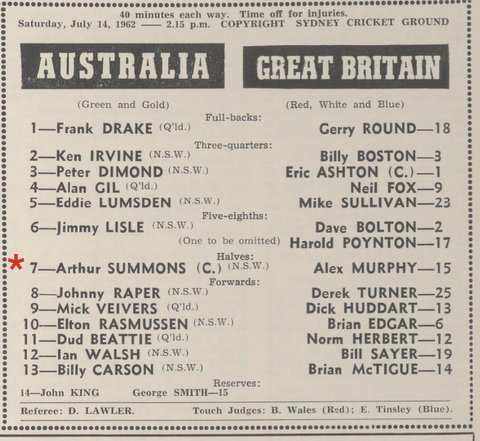 40 minutes each way. Time off for injuries.
Saturday, July 14, 1962 — 2.15 p.m. COPYRIGHT SYDNEY CRICKET GROUND
AUSTRALIA GREAT BRITAIN
(Green and Gold) (Red, White and Blue)
Full-backs:
1—Frank DRAKE (Q'ld.) Gerry ROUND—18
Three-quarters:
2—Ken IRVINE (N.S.W.) Billy BOSTON—3
3—Peter DIMOND (N.S.W.) Eric ASHTON (C.)—1
4—Alan GIL (Q'ld.) Neil FOX—9
5—Eddie LUMSDEN (N.S.W.) Mike SULLIVAN—23
Five-eighths:
6—Jimmy LISLE (N.S.W.) Dave BOLTON—2
(One to be omitted) Harold POYNTON—17
Halves:
* 7—Arthur SUMMONS (C.) (N.S.W.) Alex MURPHY—15
Forwards:
8—Johnny RAPER (N.S.W.) Derek TURNER—25
9—Mick VEIVERS (Q'ld.) Dick HUDDART—13
10—Elton RASMUSSEN (N.S.W.) Brian EDGAR—6
11—Dud BEATTIE (Q'ld.) Norm HERBERT—12
12—Ian WALSH (N.S.W.) Bill SAYER—19
13—Billy CARSON (N.S.W.) Brian McTIGUE—14
Reserves:
14—John KING George SMITH—15
Referee: D. LAWLER. Touch Judges: B. Wales (Red); E. Tinsley (Blue).